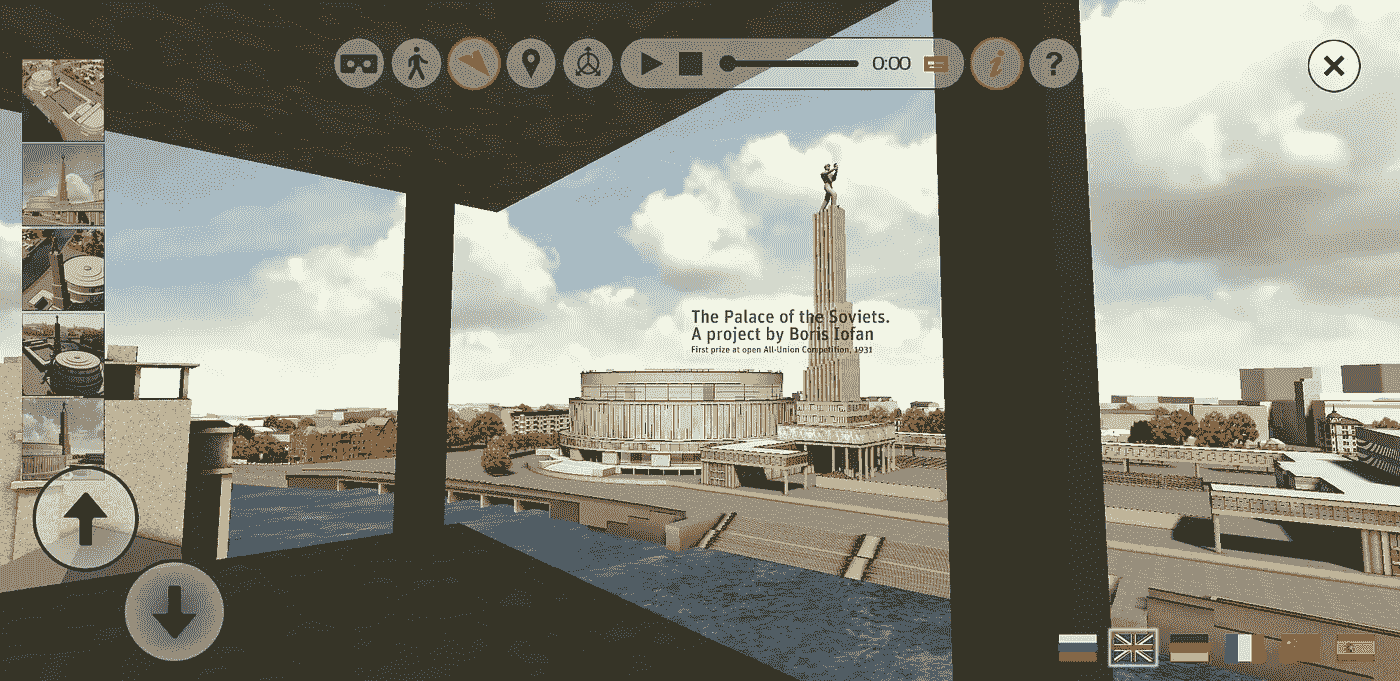 0:00
i
?
The Palace of the Soviets.
A project by Boris Iofan
First prize at open All-Union Competition, 1931